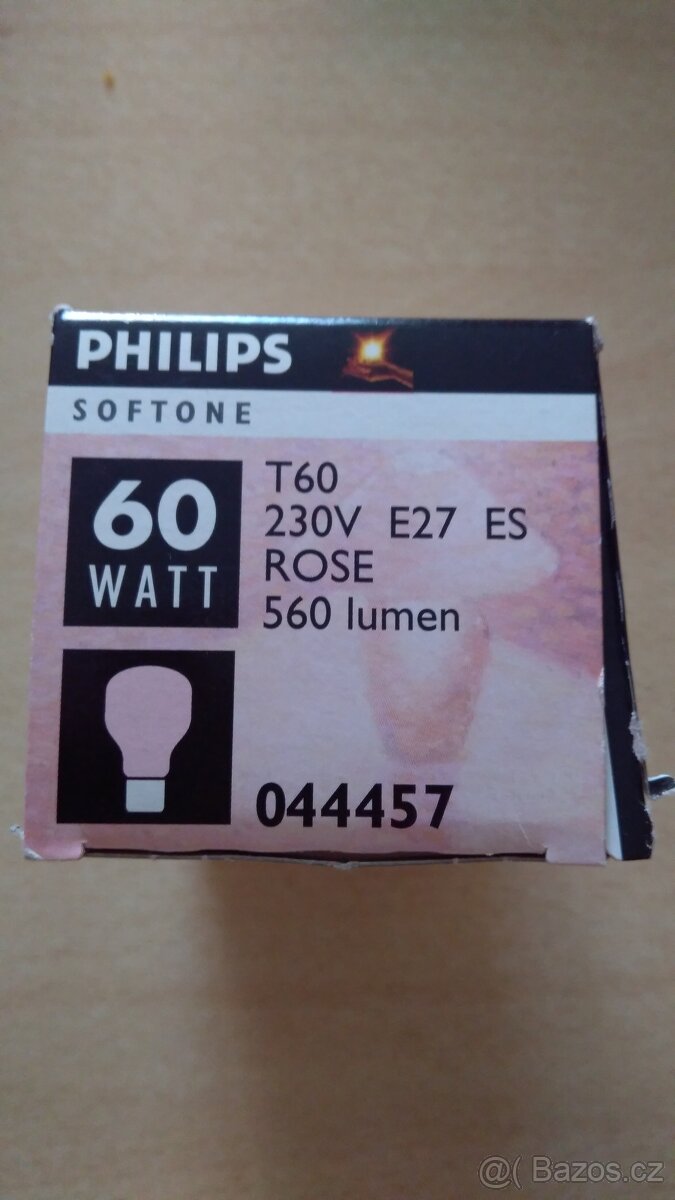 PHILIPS
SOFTONE
60
WATT
T60
230V E27 ES
ROSE
560 lumen
044457
@( Bazos.cz